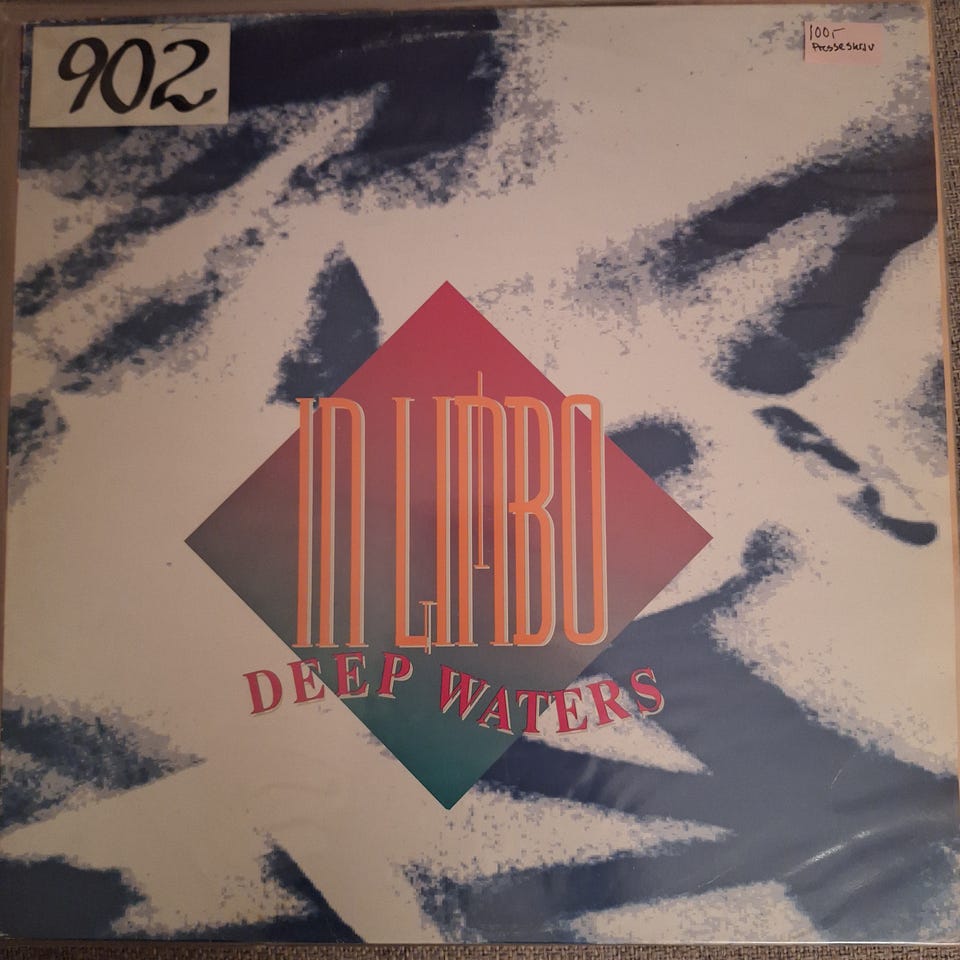 902
100,-
Presseskriv
IN LIMBO
DEEP WATERS